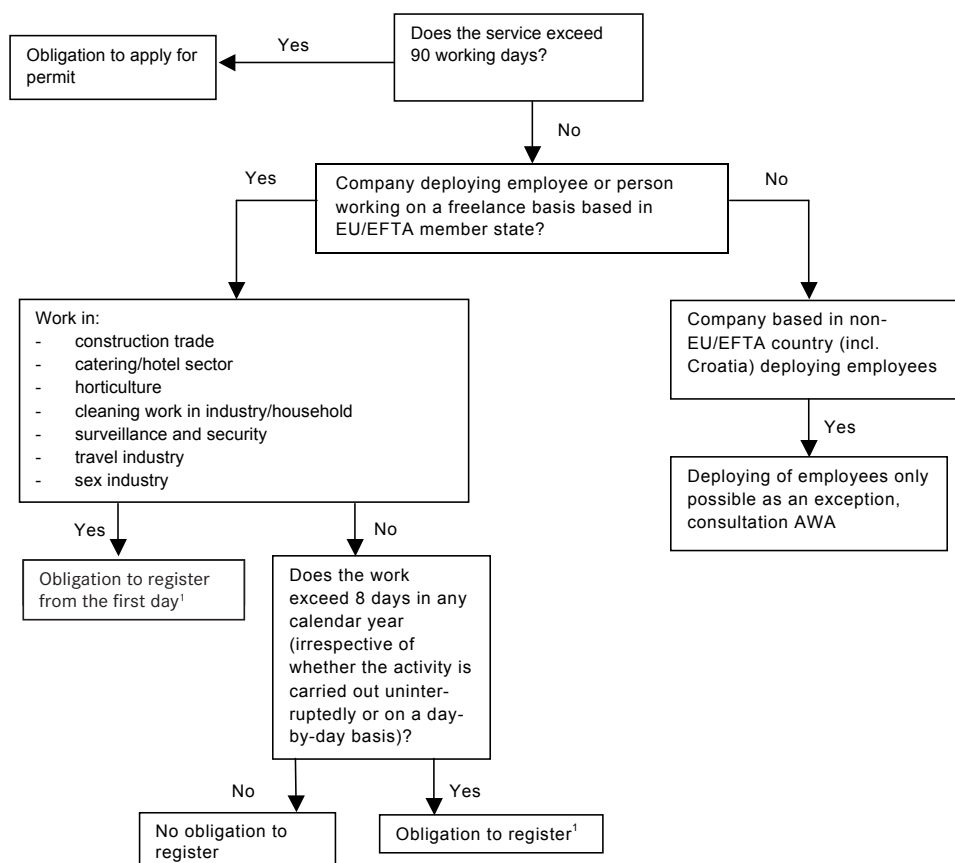 Does the service exceed
90 working days?
Yes
Obligation to apply for
permit
No
Yes
Company deploying employee or person
working on a freelance basis based in
EU/EFTA member state?
No
Work in:
- construction trade
- catering/hotel sector
- horticulture
- cleaning work in industry/household
- surveillance and security
- travel industry
- sex industry
Company based in non-
EU/EFTA country (incl.
Croatia) deploying employees
Yes
Deploying of employees only
possible as an exception,
consultation AWA
Yes
No
Obligation to register
from the first day¹
Does the work
exceed 8 days in any
calendar year
(irrespective of
whether the activity is
carried out uninter-
ruptedly or on a day-
by-day basis)?
No
Yes
No obligation to
register
Obligation to register¹